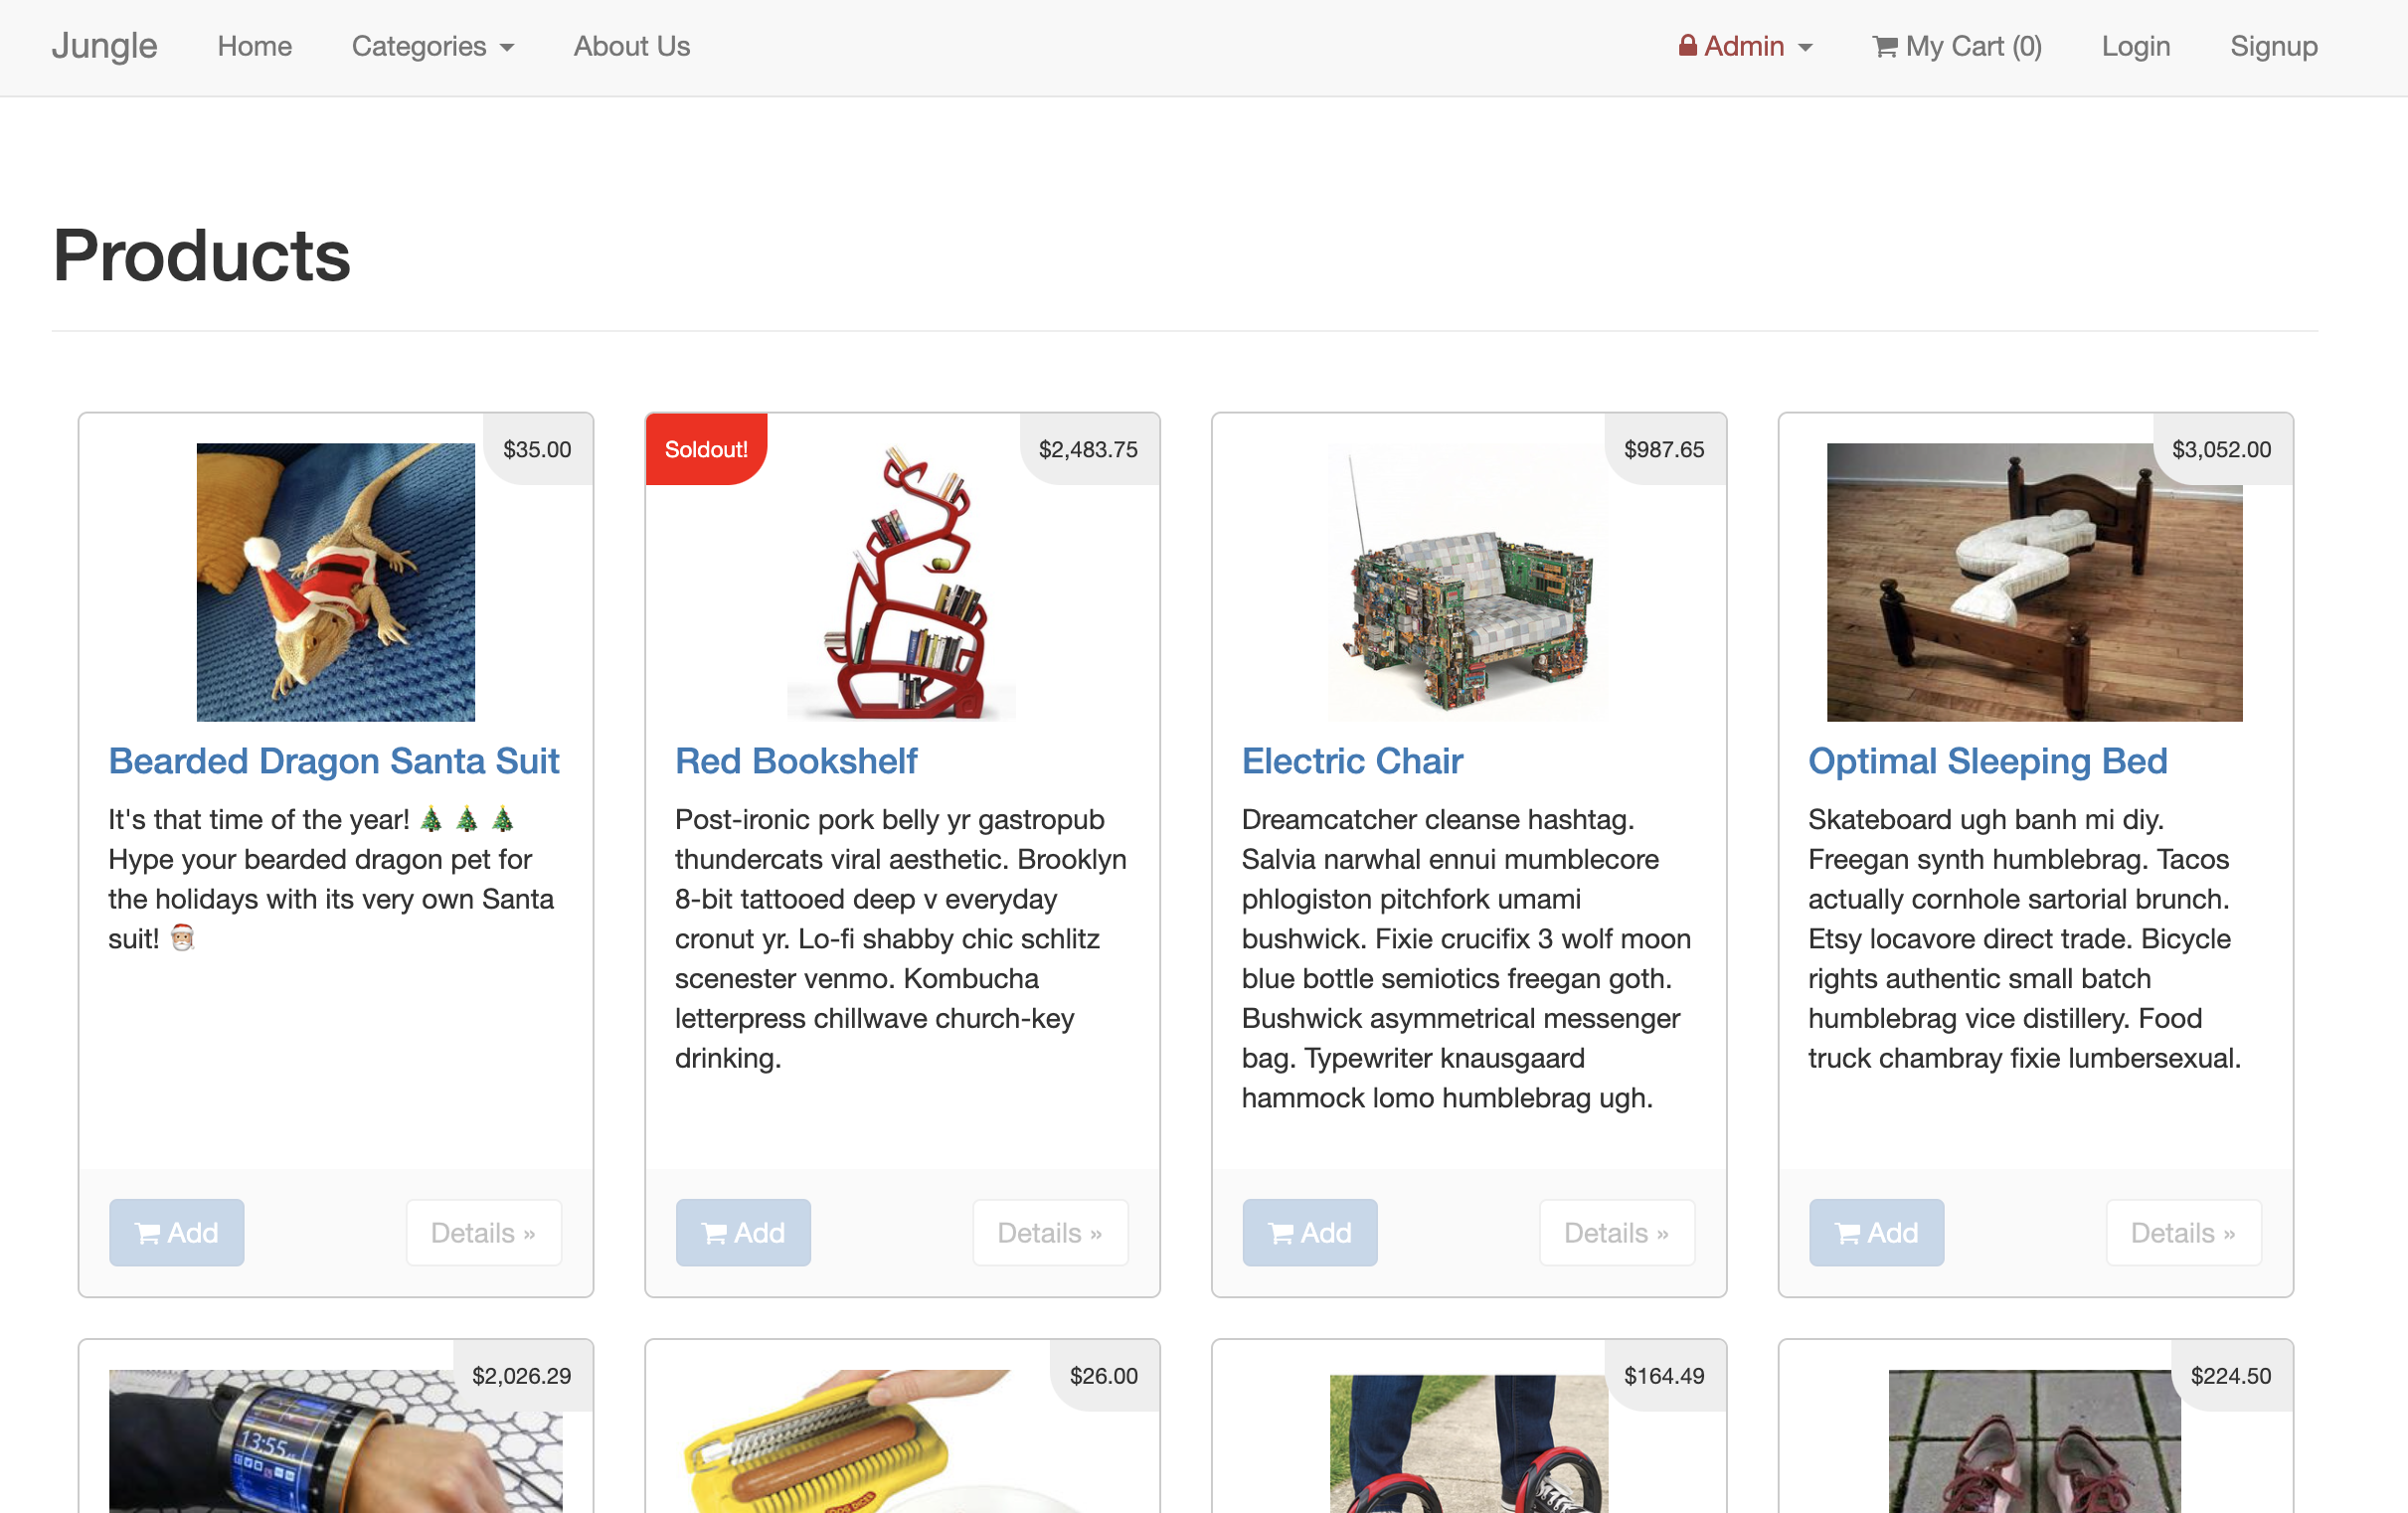 Jungle Home Categories About Us Admin My Cart (0) Login Signup
Products
$35.00
Bearded Dragon Santa Suit
It's that time of the year! 🎄 🎄 🎄
Hype your bearded dragon pet for
the holidays with its very own Santa
suit! 🎅🏼
Add Details »
Soldout! $2,483.75
Red Bookshelf
Post-ironic pork belly yr gastropub
thundercats viral aesthetic. Brooklyn
8-bit tattooed deep v everyday
cronut yr. Lo-fi shabby chic schlitz
scenester venmo. Kombucha
letterpress chillwave church-key
drinking.
Add Details »
$987.65
Electric Chair
Dreamcatcher cleanse hashtag.
Salvia narwhal ennui mumblecore
phlogiston pitchfork umami
bushwick. Fixie crucifix 3 wolf moon
blue bottle semiotics freegan goth.
Bushwick asymmetrical messenger
bag. Typewriter knausgaard
hammock lomo humblebrag ugh.
Add Details »
$3,052.00
Optimal Sleeping Bed
Skateboard ugh banh mi diy.
Freegan synth humblebrag. Tacos
actually cornhole sartorial brunch.
Etsy locavore direct trade. Bicycle
rights authentic small batch
humblebrag vice distillery. Food
truck chambray fixie lumbersexual.
Add Details »
$2,026.29
13:55
$26.00
$164.49
$224.50